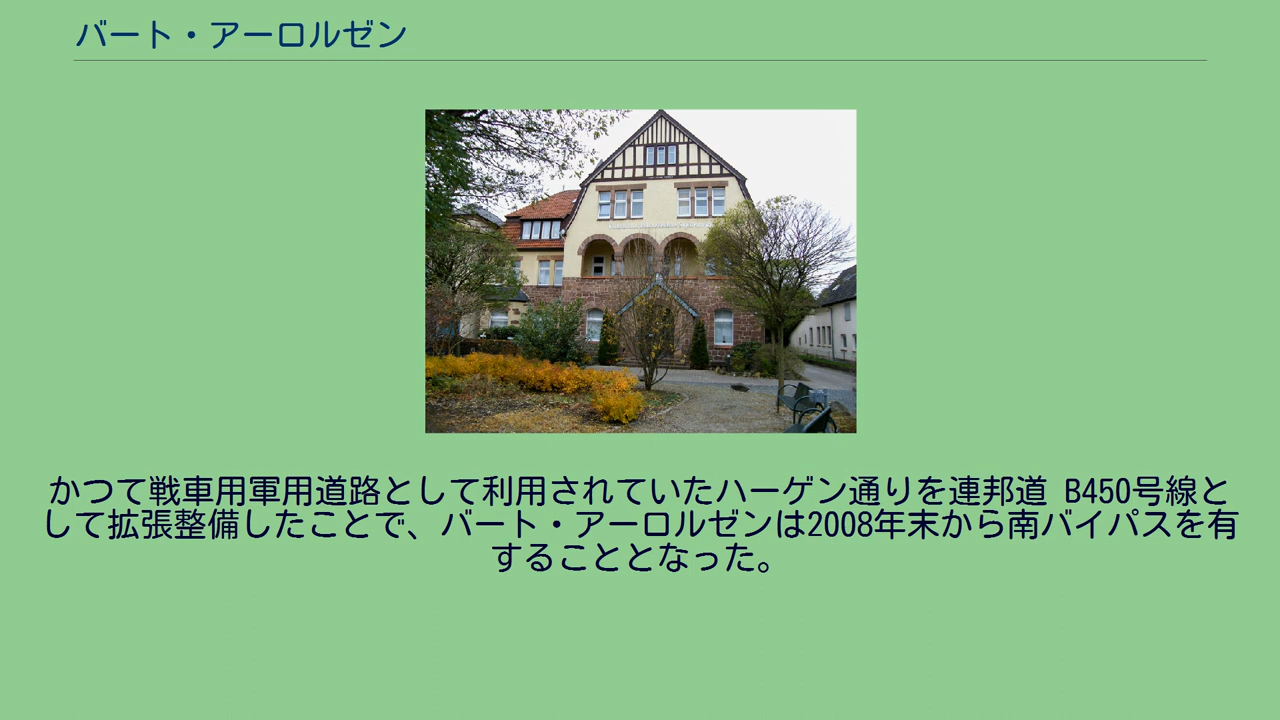 バート・アーロルゼン
かつて戦車用軍用道路として利用されていたハーゲン通りを連邦道 B450号線と
して拡張整備したことで、バート・アーロルゼンは2008年末から南バイパスを有
することとなった。